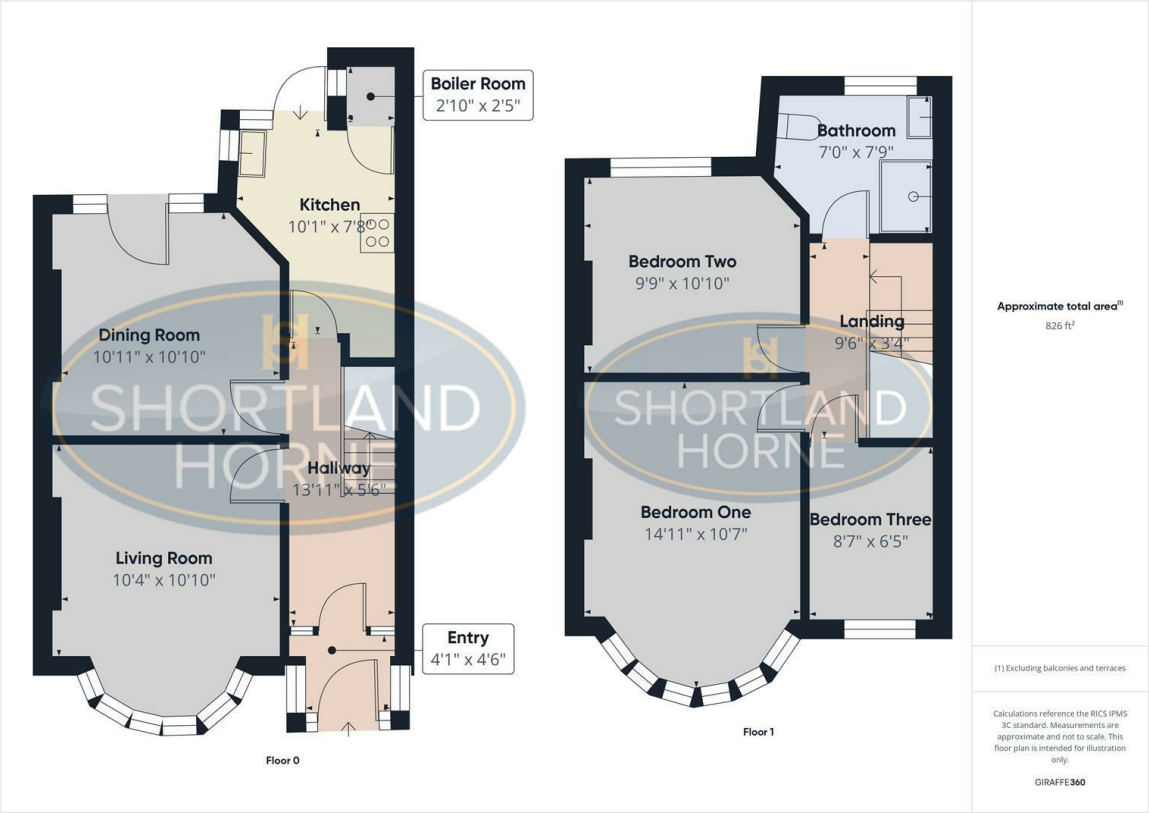 Boiler Room
2'10" x 2'5"
Kitchen
10'1" x 7'8"
Dining Room
10'11" x 10'10"
SHORTLAND
HORNE
Hallway
13'11" x 5'6"
Living Room
10'4" x 10'10"
Entry
4'1" x 4'6"
Floor 0
Bathroom
7'0" x 7'9"
Bedroom Two
9'9" x 10'10"
Landing
9'6" x 3'4"
SHORTLAND
HORNE
Bedroom One
14'11" x 10'7"
Bedroom Three
8'7" x 6'5"
Floor 1
Approximate total area(1)
826 ft²
(1) Excluding balconies and terraces
Calculations reference the RICS IPMS
3C standard. Measurements are
approximate and not to scale. This
floor plan is intended for illustration
only.
GIRAFFE360